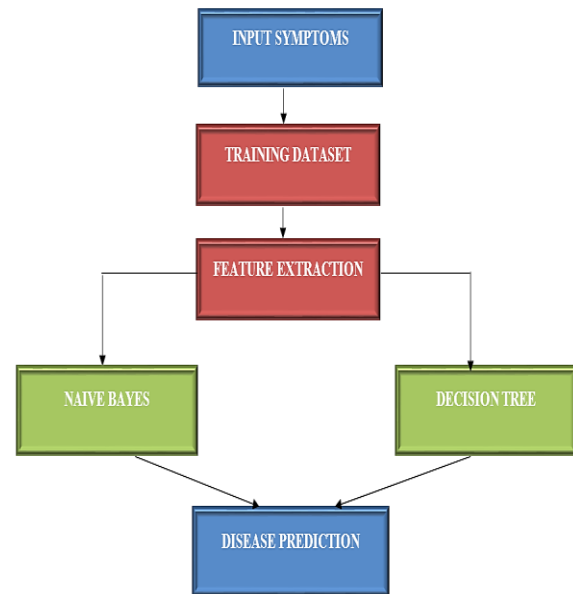 INPUT SYMPTOMS
TRAINING DATASET
FEATURE EXTRACTION
NAIVE BAYES
DECISION TREE
DISEASE PREDICTION